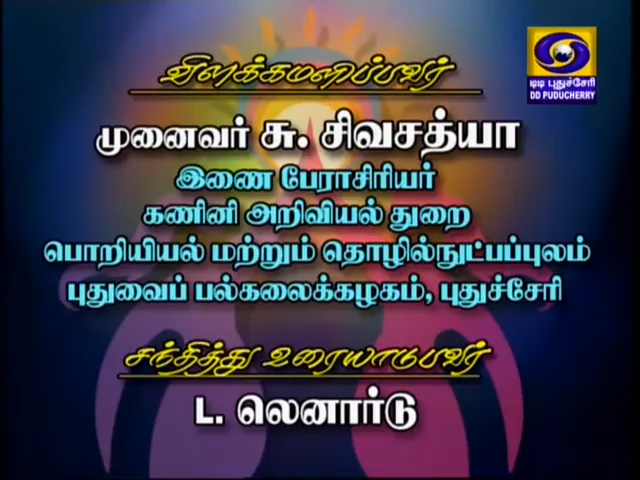 விளக்கமளிப்பவர்
டிடி புதுச்சேரி
DD PUDUCHERRY
முனைவர் சு. சிவசத்யா
இணை பேராசிரியர்
கணினி அறிவியல் துறை
பொறியியல் மற்றும் தொழில்நுட்பப்புலம்
புதுவைப் பல்கலைக்கழகம், புதுச்சேரி
சந்தித்து உரையாடுபவர்
L. லெனார்டு